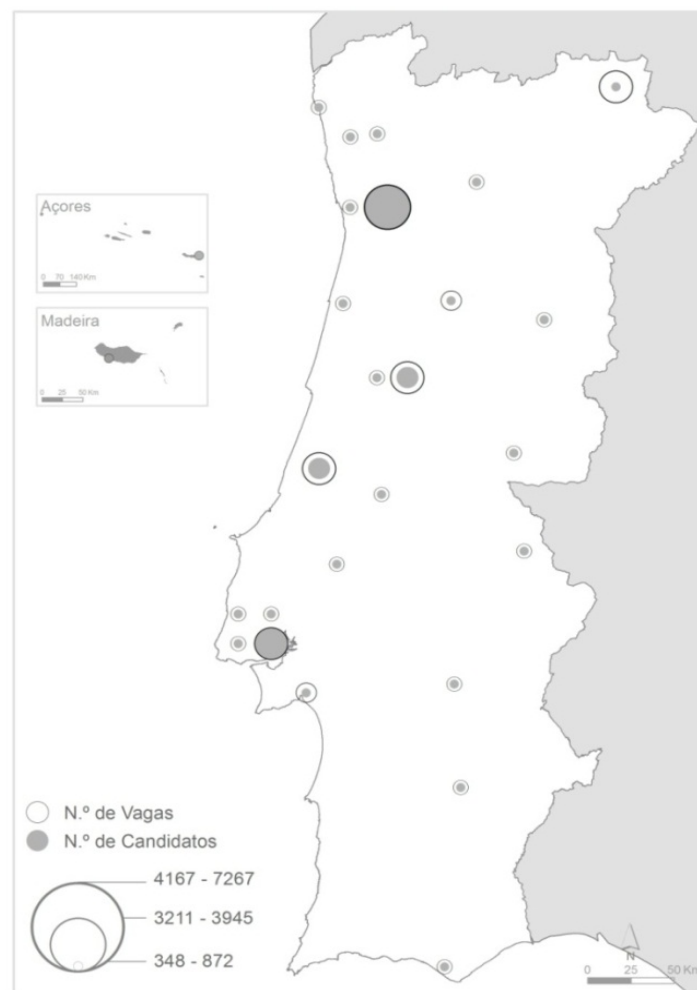 Açores
0 70 140 Km
Madeira
0 25 50 Km
N.º de Vagas
N.º de Candidatos
4167 - 7267
3211 - 3945
348 - 872
N
0 25 50 Km